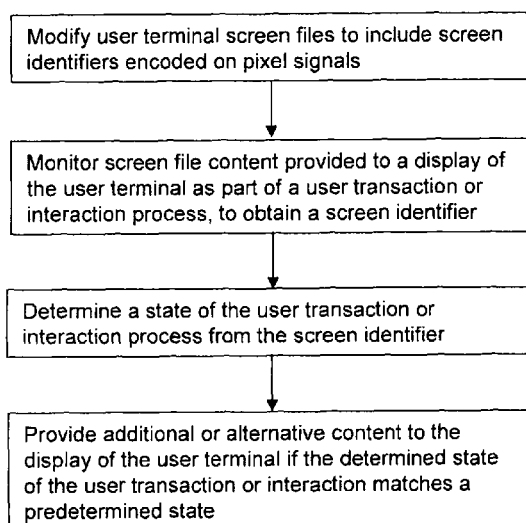 Modify user terminal screen files to include screen
identifiers encoded on pixel signals
Monitor screen file content provided to a display of
the user terminal as part of a user transaction or
interaction process, to obtain a screen identifier
Determine a state of the user transaction or
interaction process from the screen identifier
Provide additional or alternative content to the
display of the user terminal if the determined state
of the user transaction or interaction matches a
predetermined state